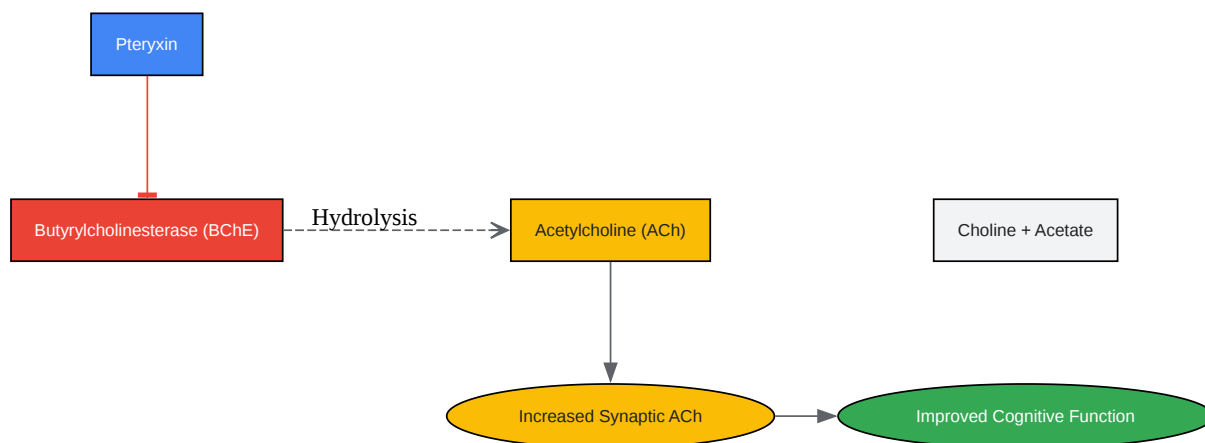 Pteryxin
Butyrylcholinesterase (BChE)
Hydrolysis
Acetylcholine (ACh)
Choline + Acetate
Increased Synaptic ACh
Improved Cognitive Function